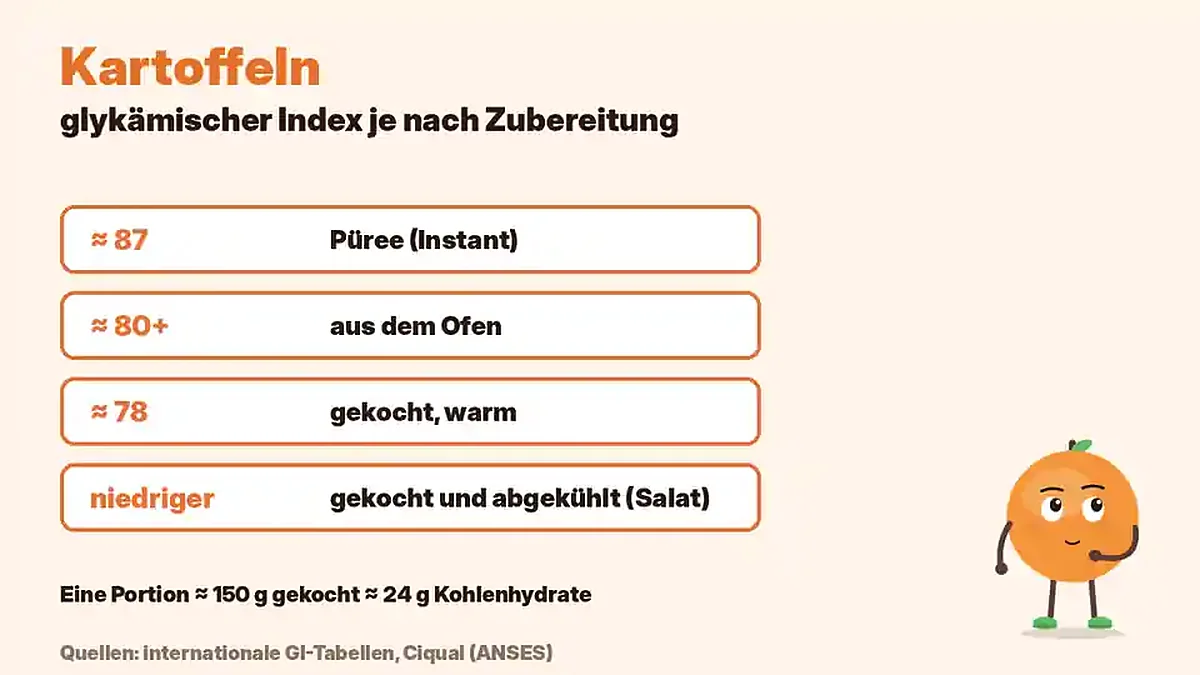 Kartoffeln
glykämischer Index je nach Zubereitung
≈ 87 Püree (Instant)
≈ 80+ aus dem Ofen
≈ 78 gekocht, warm
niedriger gekocht und abgekühlt (Salat)
Eine Portion ≈ 150 g gekocht ≈ 24 g Kohlenhydrate
Quellen: internationale GI-Tabellen, Ciqual (ANSES)